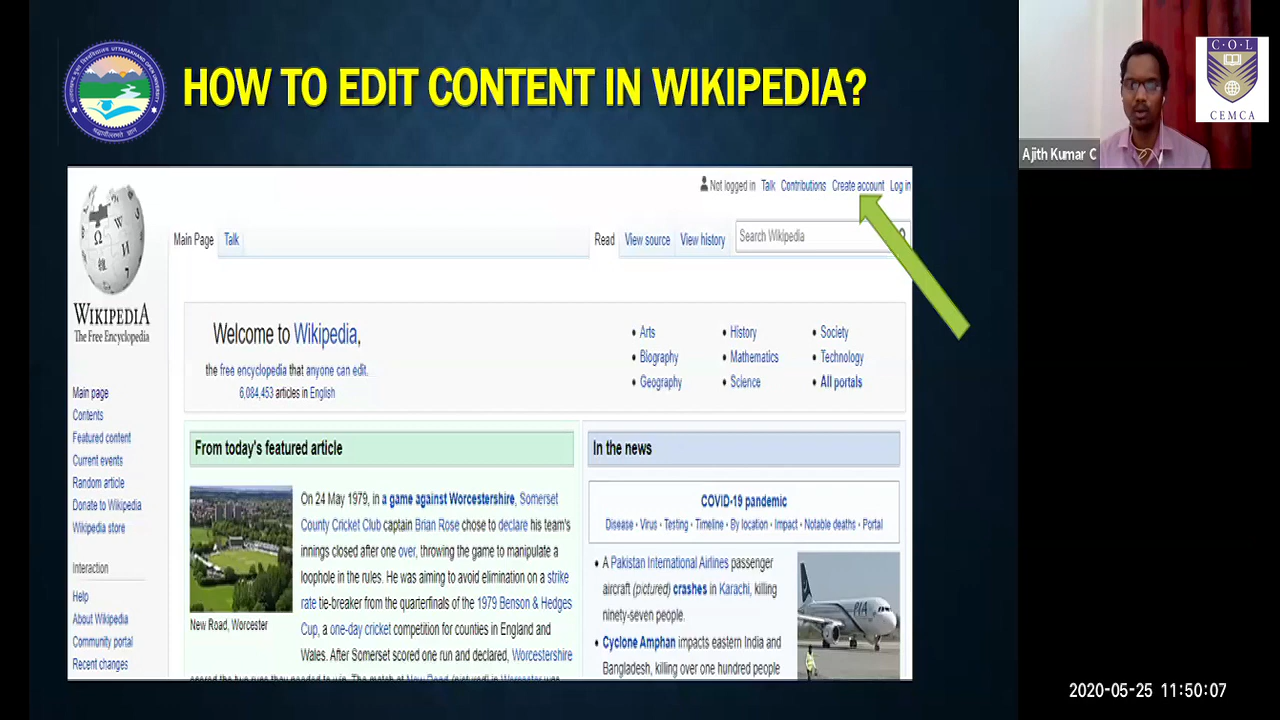 HOW TO EDIT CONTENT IN WIKIPEDIA?
C·O·L
CEMCA
Ajith Kumar C
Not logged in Talk Contributions Create account Log in
Main Page Talk Read View source View history Search Wikipedia
WIKIPEDIA
The Free Encyclopedia
Main page
Contents
Featured content
Current events
Random article
Donate to Wikipedia
Wikipedia store
Interaction
Help
About Wikipedia
Community portal
Recent changes
Welcome to Wikipedia,
the free encyclopedia that anyone can edit.
6,084,453 articles in English
• Arts
• Biography
• Geography
• History
• Mathematics
• Science
• Society
• Technology
• All portals
From today's featured article
On 24 May 1979, in a game against Worcestershire, Somerset
County Cricket Club captain Brian Rose chose to declare his team's
innings closed after one over, throwing the game to manipulate a
loophole in the rules. He was aiming to avoid elimination on a strike
rate tie-breaker from the quarterfinals of the 1979 Benson & Hedges
Cup, a one-day cricket competition for counties in England and
Wales. After Somerset scored one run and declared, Worcestershire
New Road, Worcester
In the news
COVID-19 pandemic
Disease · Virus · Testing · Timeline · By location · Impact · Notable deaths · Portal
• A Pakistan International Airlines passenger
aircraft (pictured) crashes in Karachi, killing
ninety-seven people.
• Cyclone Amphan impacts eastern India and
Bangladesh, killing over one hundred people
PIA
2020-05-25 11:50:07